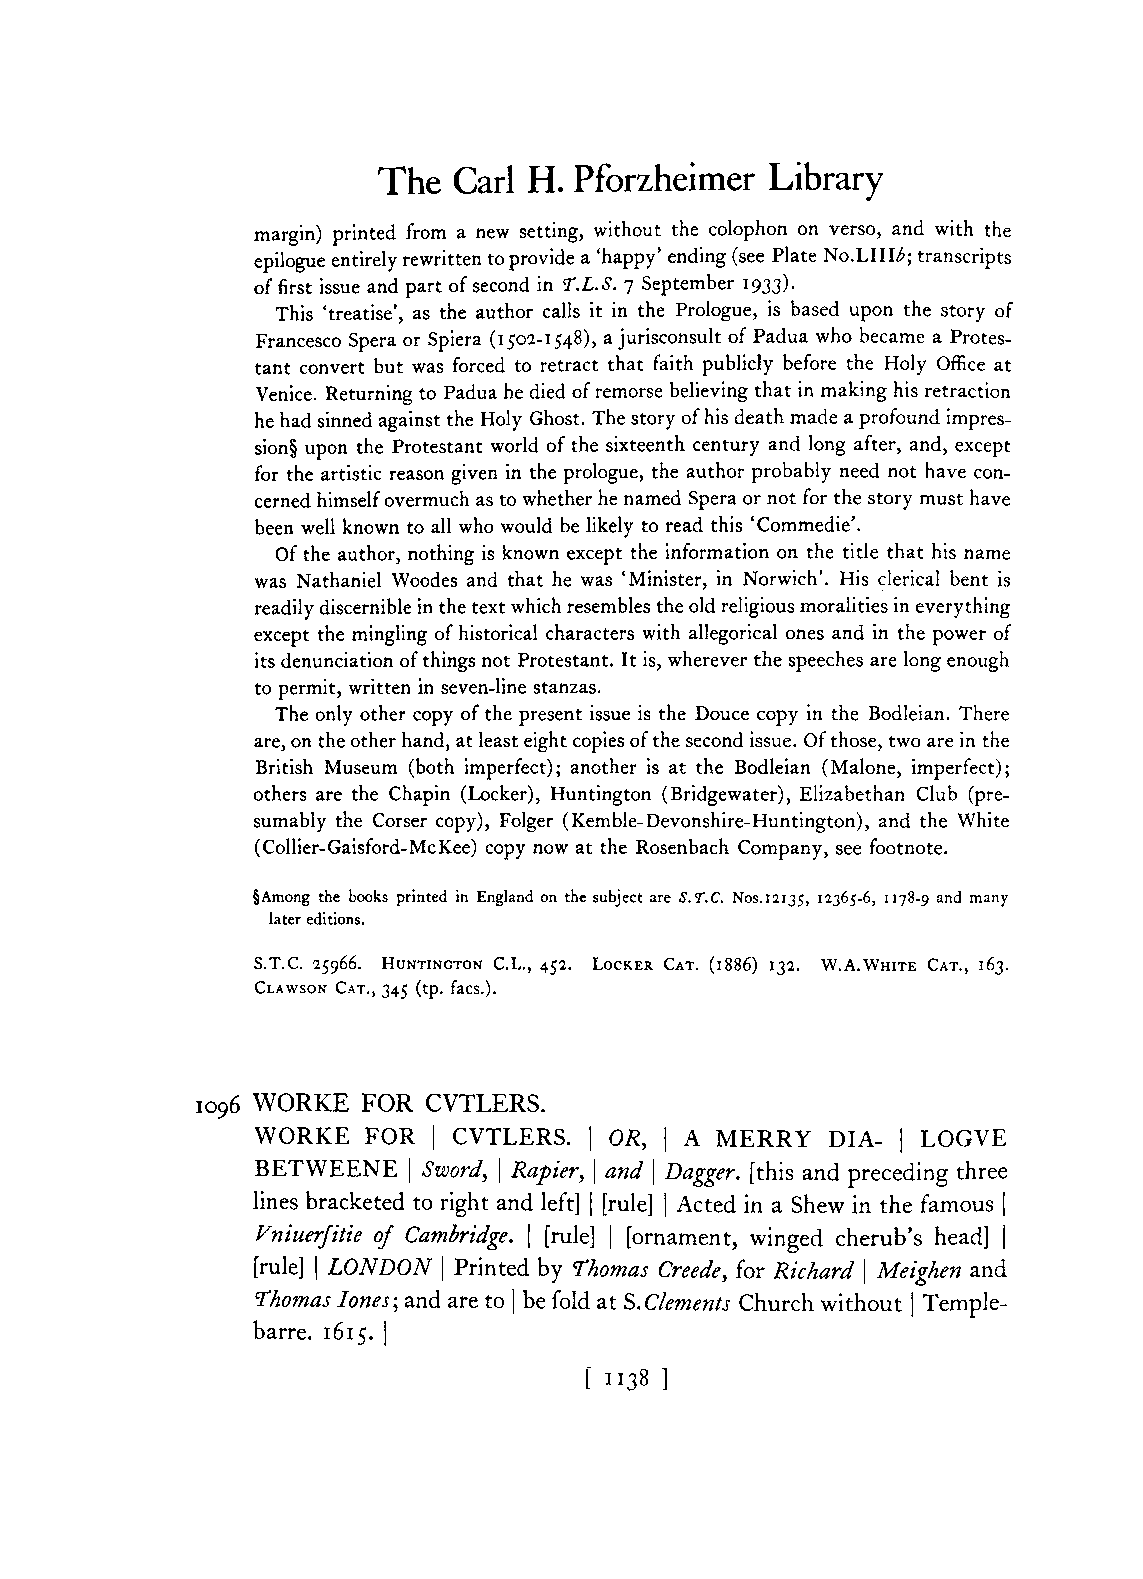 The Carl H. Pforzheimer Library
margin) printed from a new setting, without the colophon on verso, and with the
epilogue entirely rewritten to provide a 'happy' ending (see Plate No.LIIIb; transcripts
of first issue and part of second in T.L.S. 7 September 1933).
This 'treatise', as the author calls it in the Prologue, is based upon the story of
Francesco Spera or Spiera (1502-1548), a jurisconsult of Padua who became a Protes-
tant convert but was forced to retract that faith publicly before the Holy Office at
Venice. Returning to Padua he died of remorse believing that in making his retraction
he had sinned against the Holy Ghost. The story of his death made a profound impres-
sion§ upon the Protestant world of the sixteenth century and long after, and, except
for the artistic reason given in the prologue, the author probably need not have con-
cerned himself overmuch as to whether he named Spera or not for the story must have
been well known to all who would be likely to read this 'Commedie'.
Of the author, nothing is known except the information on the title that his name
was Nathaniel Woodes and that he was 'Minister, in Norwich'. His clerical bent is
readily discernible in the text which resembles the old religious moralities in everything
except the mingling of historical characters with allegorical ones and in the power of
its denunciation of things not Protestant. It is, wherever the speeches are long enough
to permit, written in seven-line stanzas.
The only other copy of the present issue is the Douce copy in the Bodleian. There
are, on the other hand, at least eight copies of the second issue. Of those, two are in the
British Museum (both imperfect); another is at the Bodleian (Malone, imperfect);
others are the Chapin (Locker), Huntington (Bridgewater), Elizabethan Club (pre-
sumably the Corser copy), Folger (Kemble-Devonshire-Huntington), and the White
(Collier-Gaisford-McKee) copy now at the Rosenbach Company, see footnote.
§Among the books printed in England on the subject are S.T.C. Nos.12135, 12365-6, 1178-9 and many
later editions.
S.T.C. 25966. HUNTINGTON C.L., 452. LOCKER CAT. (1886) 132. W.A.WHITE CAT., 163.
CLAWSON CAT., 345 (tp. facs.).
1096 WORKE FOR CVTLERS.
WORKE FOR | CVTLERS. | OR, | A MERRY DIA- | LOGVE
BETWEENE | Sword, | Rapier, | and | Dagger. [this and preceding three
lines bracketed to right and left] | [rule] | Acted in a Shew in the famous |
Vniuerſitie of Cambridge. | [rule] | [ornament, winged cherub's head] |
[rule] | LONDON | Printed by Thomas Creede, for Richard | Meighen and
Thomas Iones; and are to | be ſold at S.Clements Church without | Temple-
barre. 1615. |
[ 1138 ]